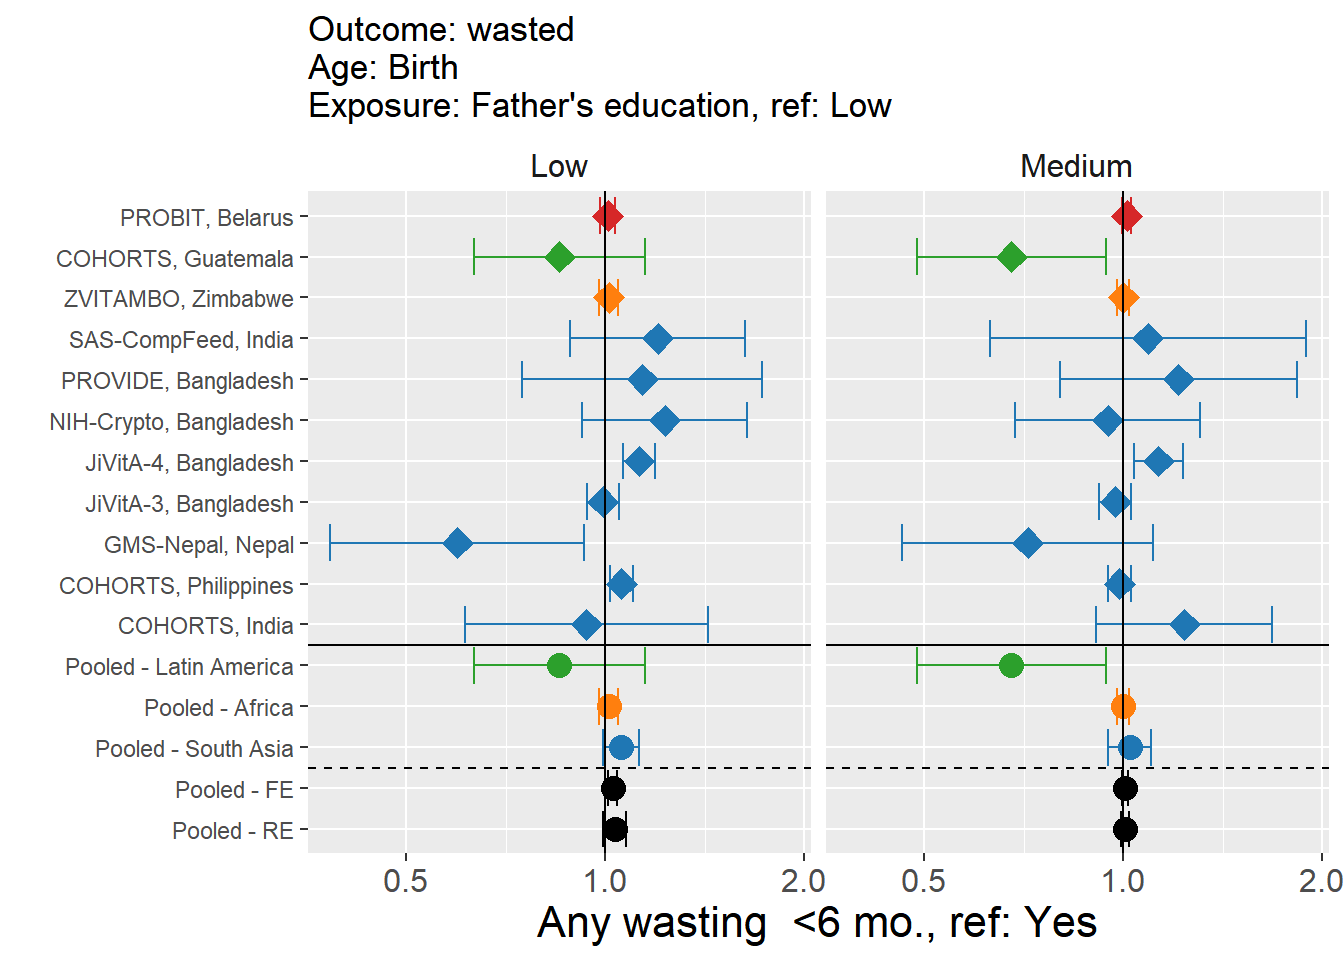 Outcome: wasted
Age: Birth
Exposure: Father's education, ref: Low
Low
Medium
PROBIT, Belarus
COHORTS, Guatemala
ZVITAMBO, Zimbabwe
SAS-CompFeed, India
PROVIDE, Bangladesh
NIH-Crypto, Bangladesh
JiVitA-4, Bangladesh
JiVitA-3, Bangladesh
GMS-Nepal, Nepal
COHORTS, Philippines
COHORTS, India
Pooled - Latin America
Pooled - Africa
Pooled - South Asia
Pooled - FE
Pooled - RE
0.5 1.0 2.0 0.5 1.0 2.0
Any wasting  <6 mo., ref: Yes